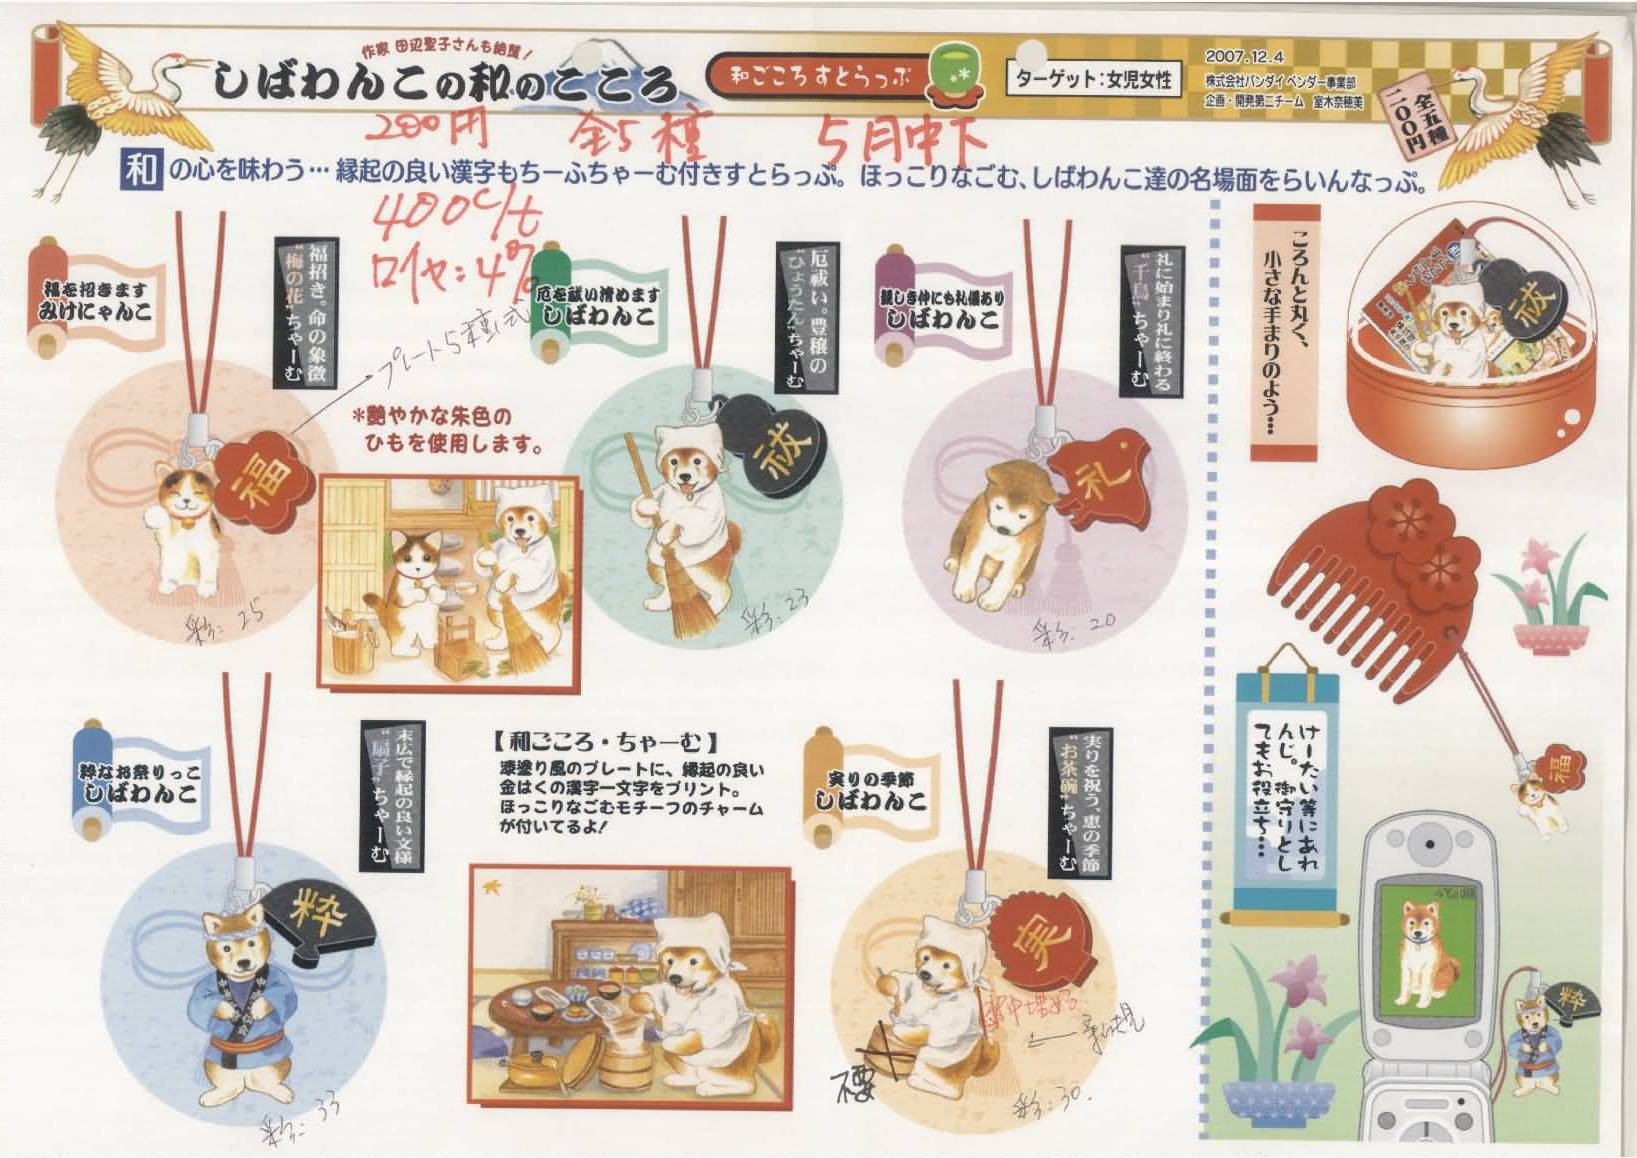 作家 田辺聖子さんも絶賛!
しばわんこの和のこころ
和ごころすとらっぷ
ターゲット:女児女性
2007.12.4
株式会社バンダイ ベンダー事業部
企画・開発第二チーム 室木奈穂美
全五種
二〇〇円
200円 全5種 5月中下
和の心を味わう…縁起の良い漢字もちーふちゃーむ付きすとらっぷ。ほっこりなごむ、しばわんこ達の名場面をらいんなっぷ。
400c/t
ロイヤ:4%
福を招きます
みけにゃんこ
福招き。命の象徴
"梅の花"ちゃーむ
プレート5種1式
*艶やかな朱色の
ひもを使用します。
福
彩:25
厄を祓い清めます
しばわんこ
厄祓い。豊穣の
"ひょうたん"ちゃーむ
祓
彩:23
親しき仲にも礼儀あり
しばわんこ
礼に始まり礼に終わる
"千鳥"ちゃーむ
礼
彩:20
粋なお祭りっこ
しばわんこ
末広で縁起の良い文様
"扇子"ちゃーむ
粋
彩:33
【和ごころ・ちゃーむ】
漆塗り風のプレートに、縁起の良い
金はくの漢字一文字をプリント。
ほっこりなごむモチーフのチャーム
が付いてるよ!
実りの季節
しばわんこ
実りを祝う、恵の季節
"お茶碗"ちゃーむ
実
不要
彩:30.
ころんと丸く、
小さな手まりのよう…
祓
福
けーたい等にあれ
んじ。御守りとし
てもお役立ち…
粋